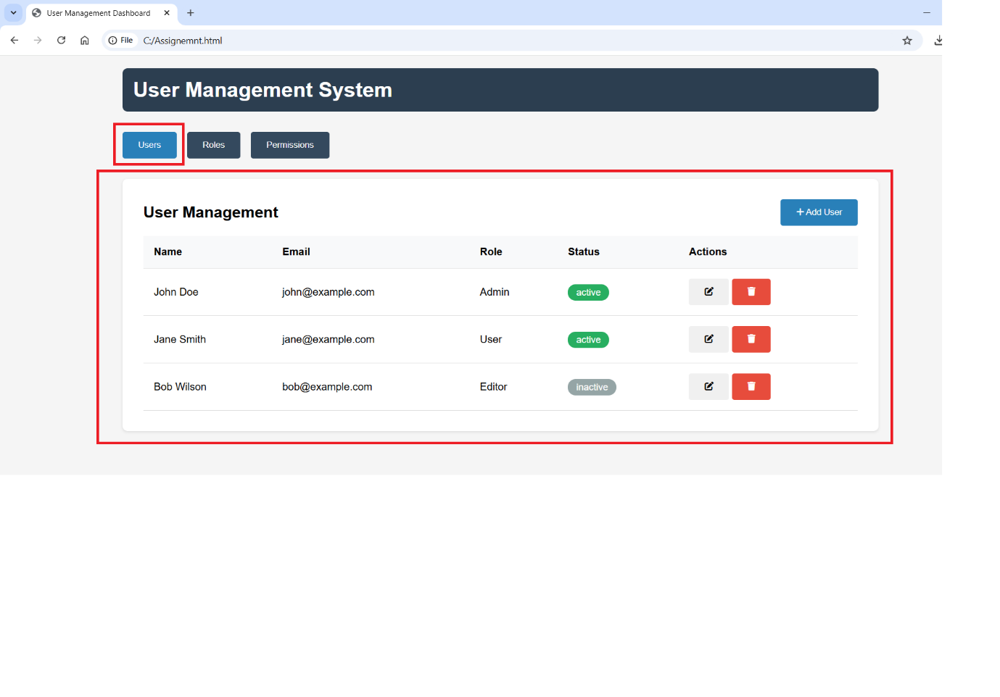 User Management Dashboard
File C:/Assignemnt.html
User Management System
Users Roles Permissions
User Management Add User
Name Email Role Status Actions
John Doe john@example.com Admin active
Jane Smith jane@example.com User active
Bob Wilson bob@example.com Editor inactive